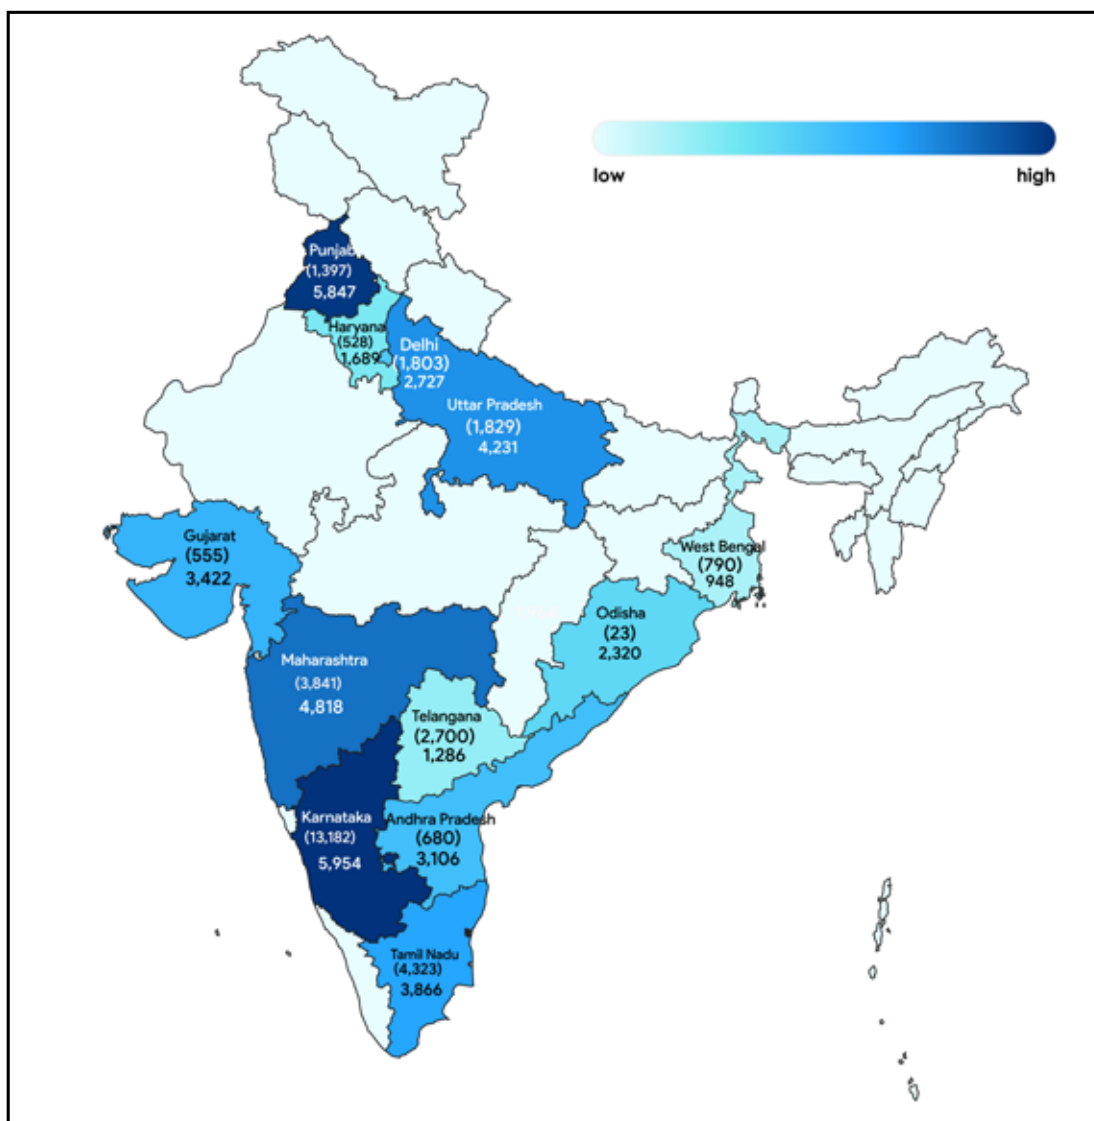 low
high
Punjab
(1,397)
5,847
Haryana
(528)
1,689
Delhi
(1,803)
2,727
Uttar Pradesh
(1,829)
4,231
Gujarat
(555)
3,422
West Bengal
(790)
948
Odisha
(23)
2,320
Maharashtra
(3,841)
4,818
Telangana
(2,700)
1,286
Karnataka
(13,182)
5,954
Andhra Pradesh
(680)
3,106
Tamil Nadu
(4,323)
3,866